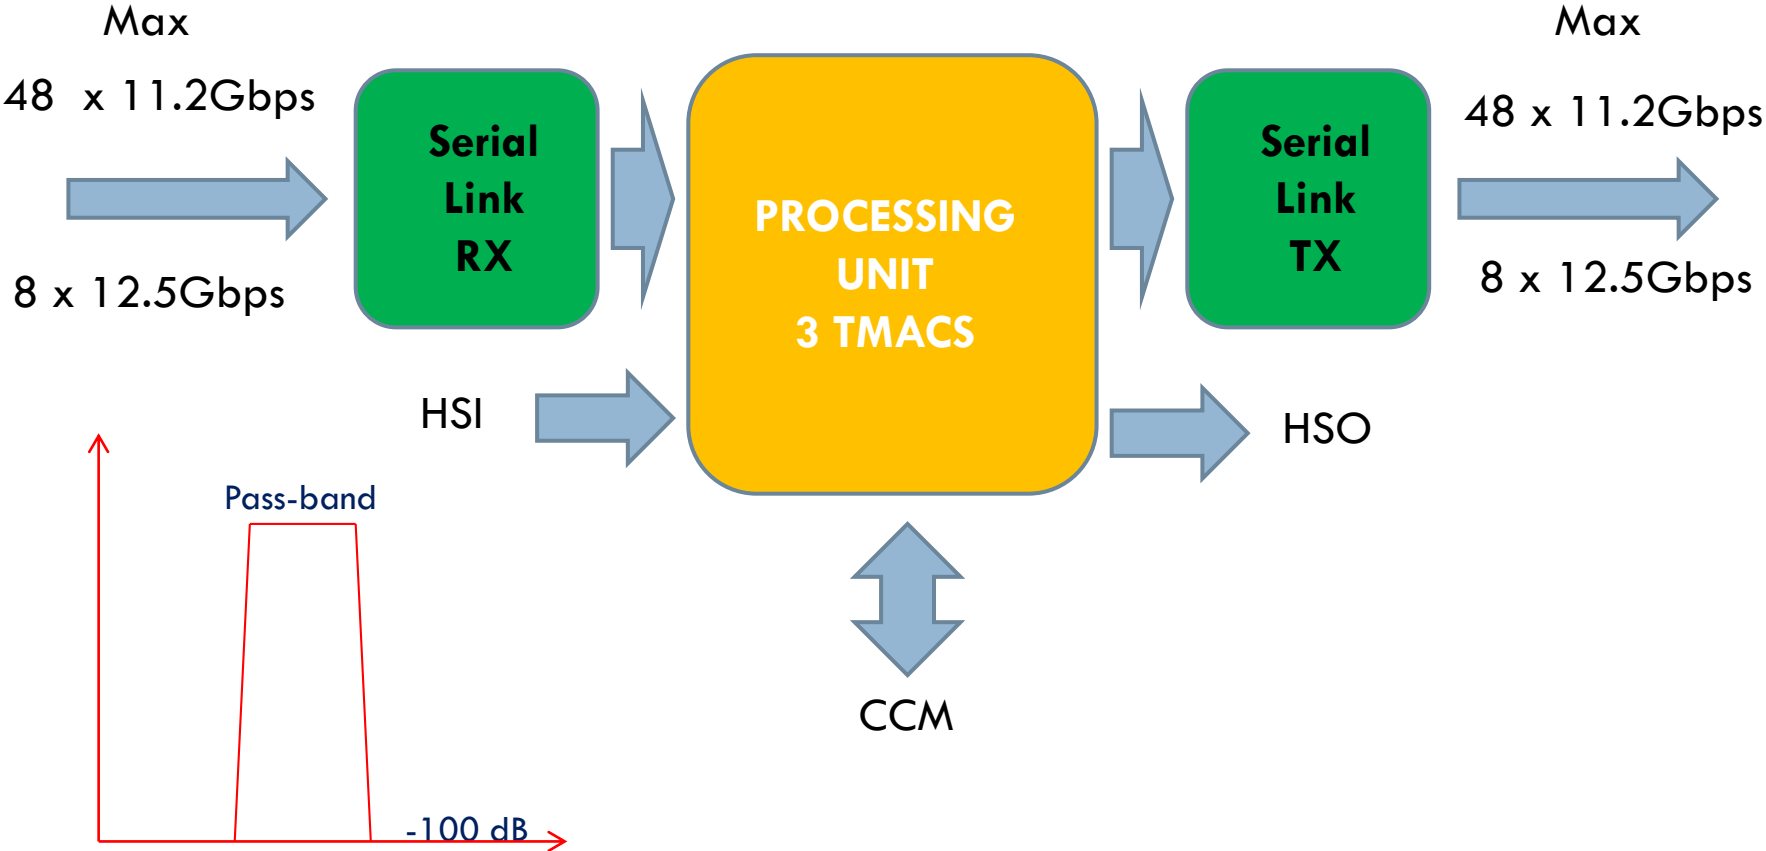 Max
48 x 11.2Gbps
8 x 12.5Gbps
Serial
Link
RX
PROCESSING
UNIT
3 TMACS
Serial
Link
TX
Max
48 x 11.2Gbps
8 x 12.5Gbps
HSI
HSO
CCM
Pass-band
-100 dB